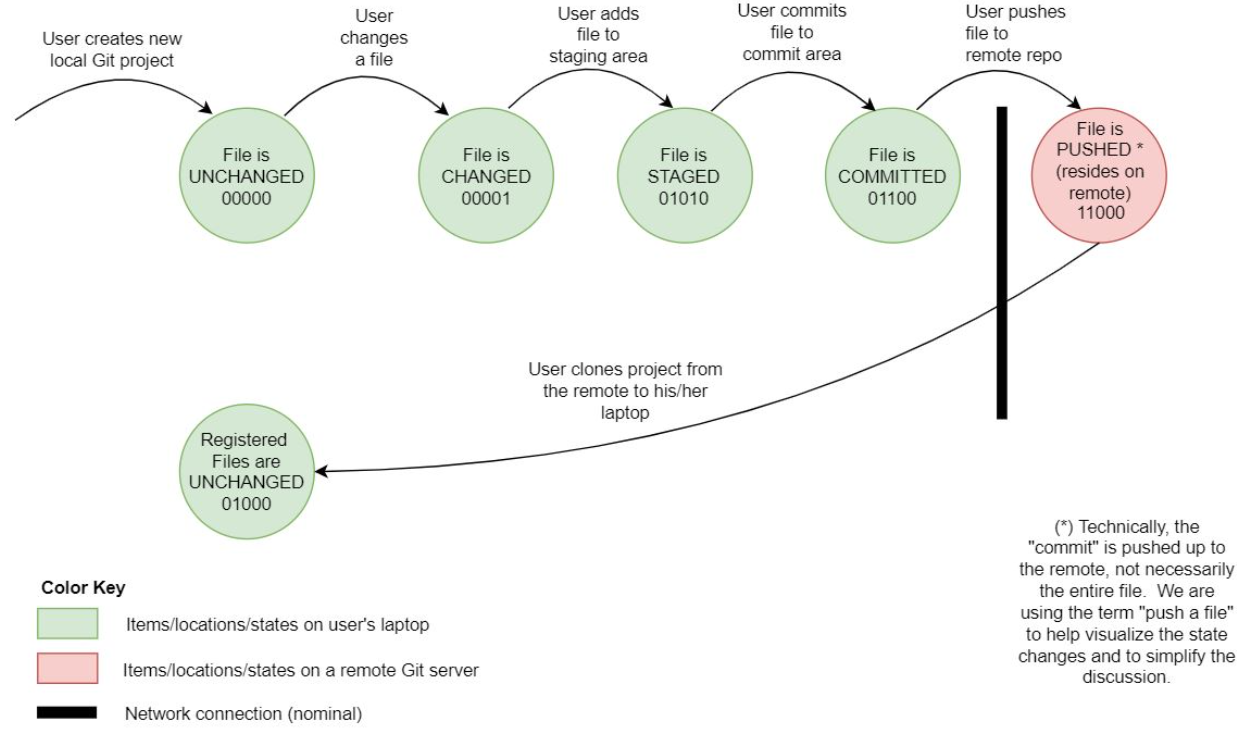 User creates new
local Git project
User
changes
a file
User adds
file to
staging area
User commits
file to
commit area
User pushes
file to
remote repo
File is
UNCHANGED
00000
File is
CHANGED
00001
File is
STAGED
01010
File is
COMMITTED
01100
File is
PUSHED *
(resides on
remote)
11000
User clones project from
the remote to his/her
laptop
Registered
Files are
UNCHANGED
01000
(*) Technically, the
"commit" is pushed up to
the remote, not necessarily
the entire file.  We are
using the term "push a file"
to help visualize the state
changes and to simplify the
discussion.
Color Key
Items/locations/states on user's laptop
Items/locations/states on a remote Git server
Network connection (nominal)